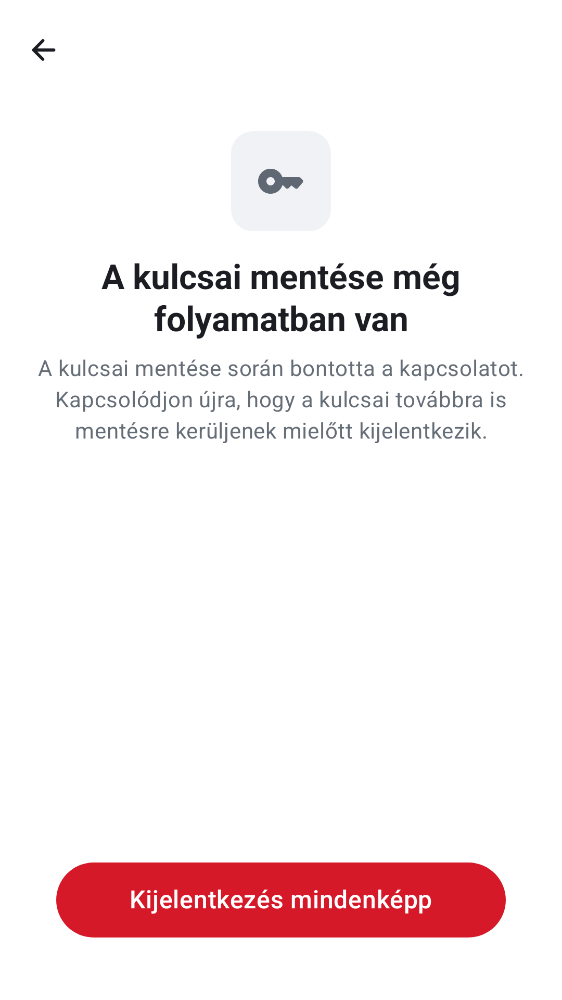 A kulcsai mentése még
folyamatban van
A kulcsai mentése során bontotta a kapcsolatot.
Kapcsolódjon újra, hogy a kulcsai továbbra is
mentésre kerüljenek mielőtt kijelentkezik.
Kijelentkezés mindenképp